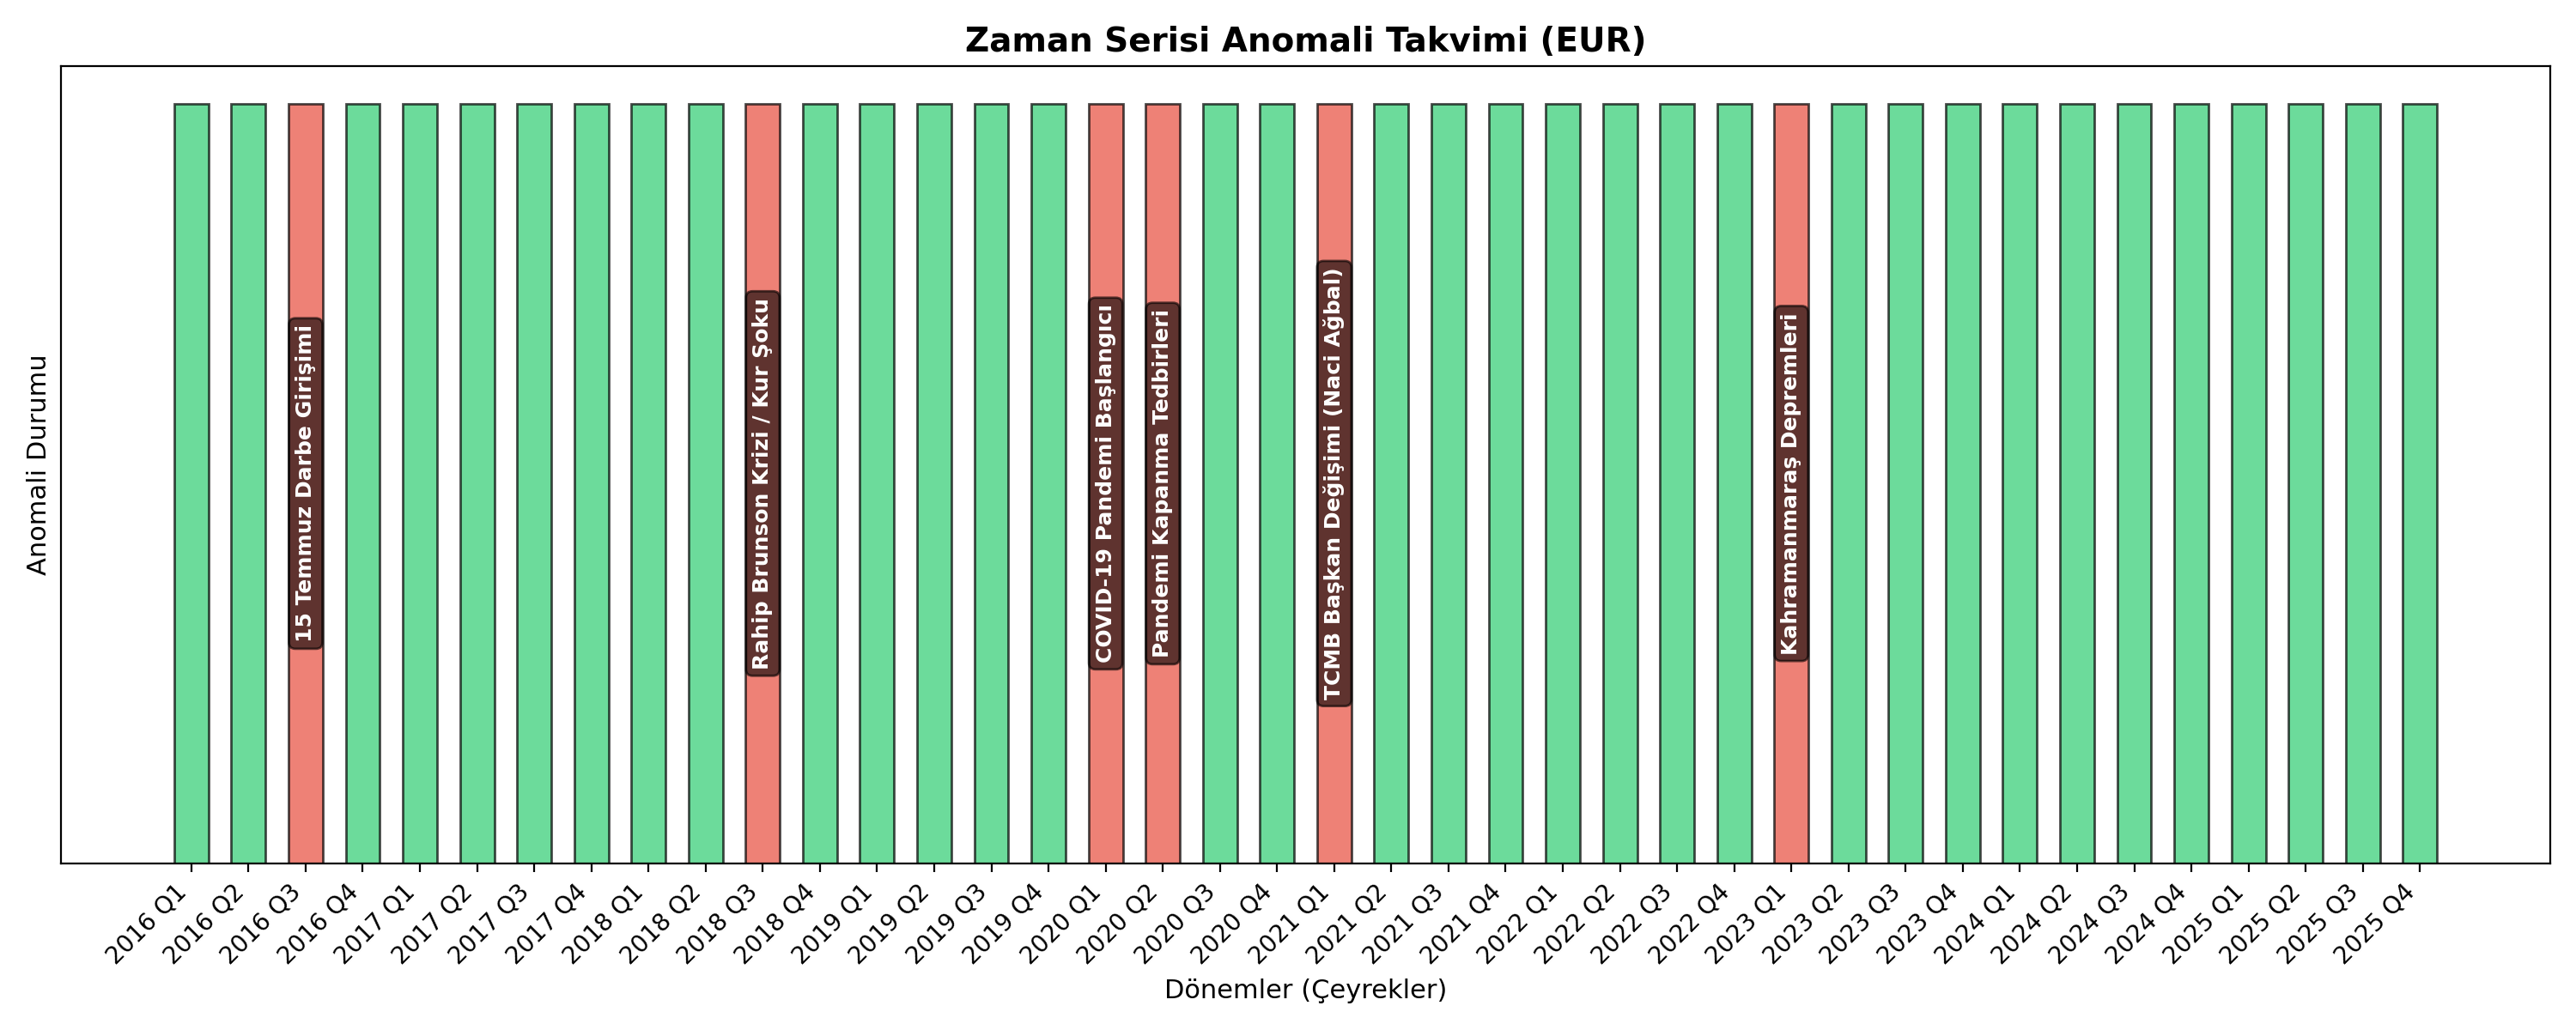 Zaman Serisi Anomali Takvimi (EUR)
Anomali Durumu
15 Temmuz Darbe Girişimi
Rahip Brunson Krizi / Kur Şoku
COVID-19 Pandemi Başlangıcı
Pandemi Kapanma Tedbirleri
TCMB Başkan Değişimi (Naci Ağbal)
Kahramanmaraş Depremleri
2016 Q1
2016 Q2
2016 Q3
2016 Q4
2017 Q1
2017 Q2
2017 Q3
2017 Q4
2018 Q1
2018 Q2
2018 Q3
2018 Q4
2019 Q1
2019 Q2
2019 Q3
2019 Q4
2020 Q1
2020 Q2
2020 Q3
2020 Q4
2021 Q1
2021 Q2
2021 Q3
2021 Q4
2022 Q1
2022 Q2
2022 Q3
2022 Q4
2023 Q1
2023 Q2
2023 Q3
2023 Q4
2024 Q1
2024 Q2
2024 Q3
2024 Q4
2025 Q1
2025 Q2
2025 Q3
2025 Q4
Dönemler (Çeyrekler)